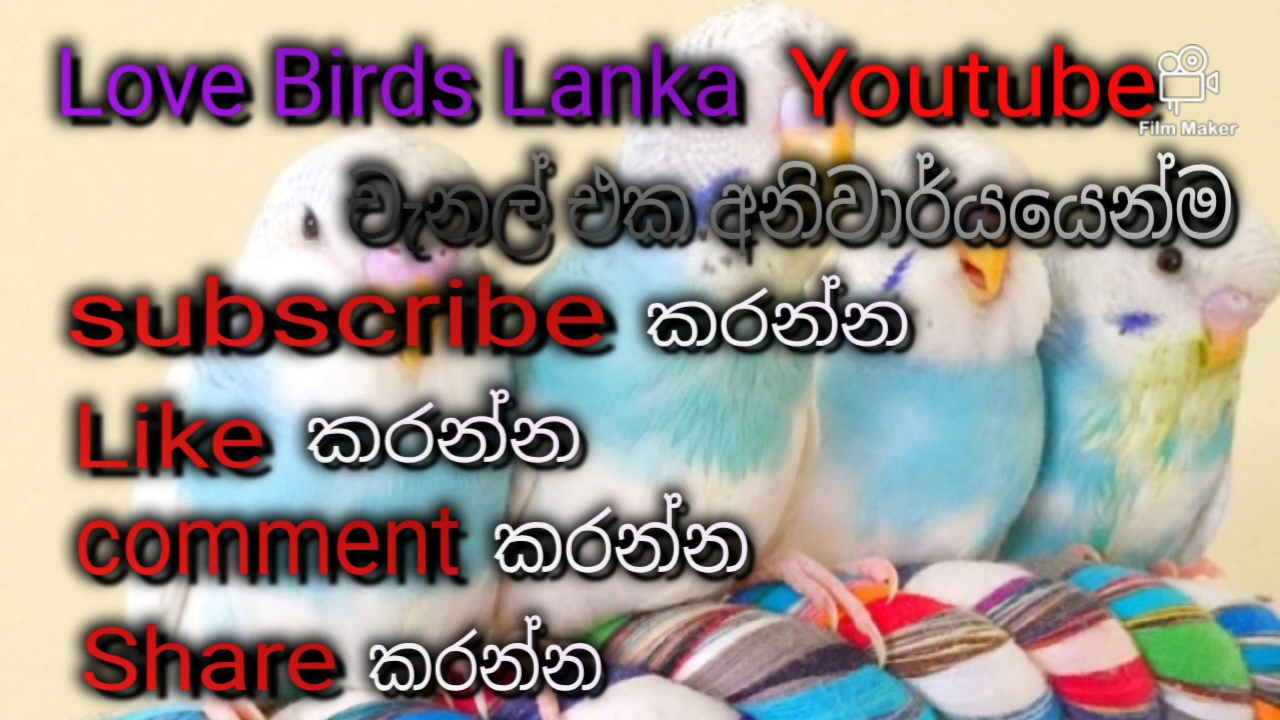 Love Birds Lanka Youtube
Film Maker
චැනල් එක අනිවාර්යයෙන්ම
subscribe කරන්න
Like කරන්න
comment කරන්න
Share කරන්න